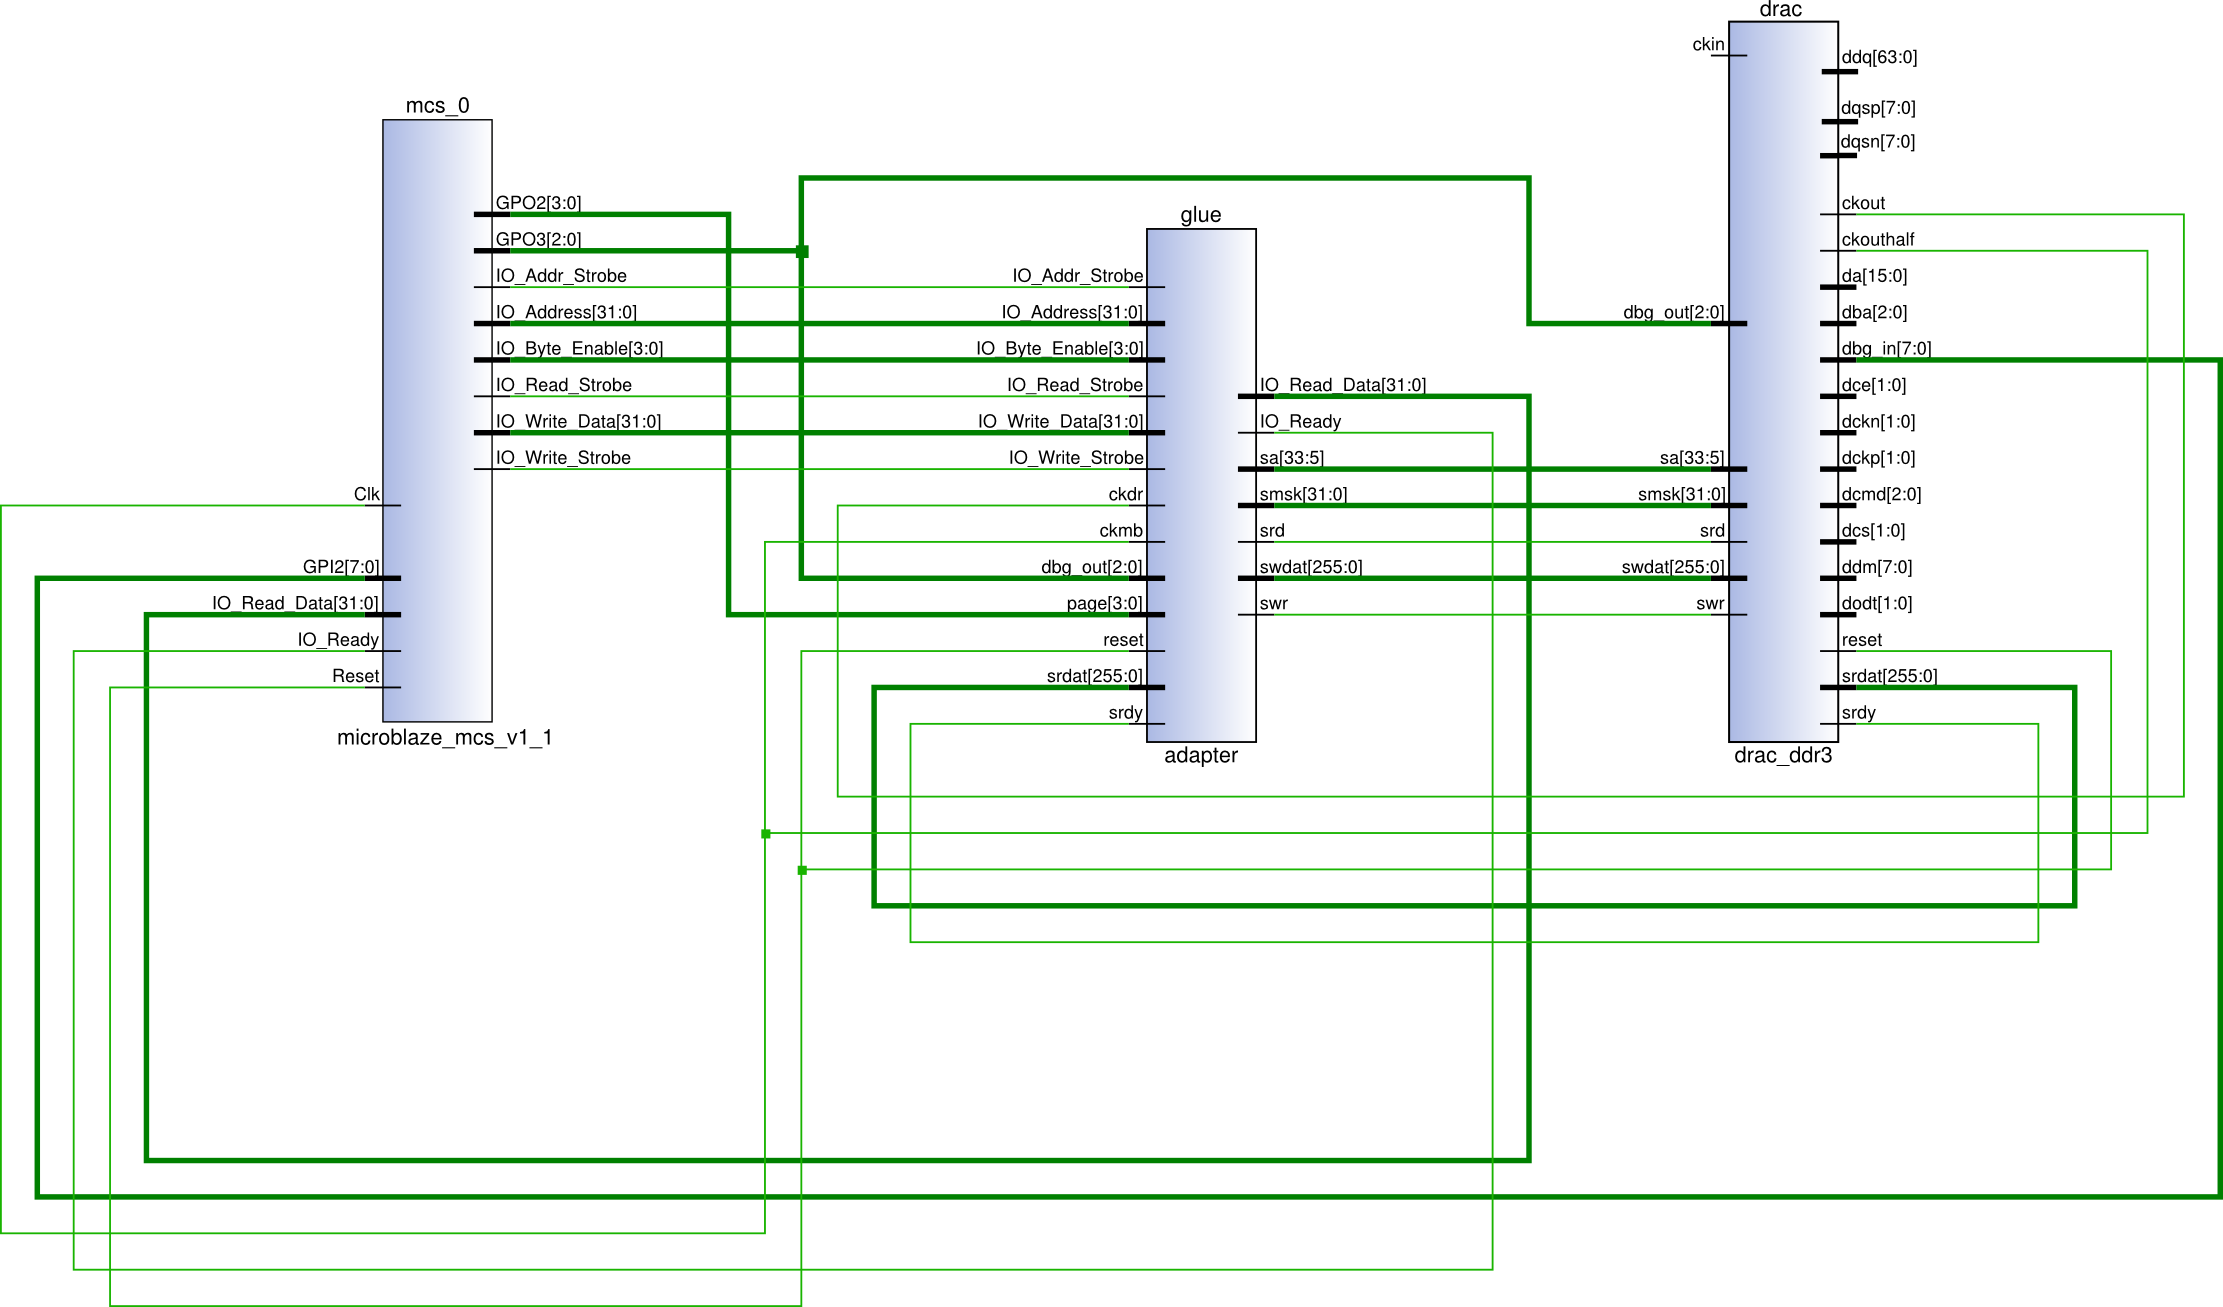 mcs_0
GPO2[3:0]
GPO3[2:0]
IO_Addr_Strobe
IO_Address[31:0]
IO_Byte_Enable[3:0]
IO_Read_Strobe
IO_Write_Data[31:0]
IO_Write_Strobe
Clk
GPI2[7:0]
IO_Read_Data[31:0]
IO_Ready
Reset
microblaze_mcs_v1_1
glue
IO_Addr_Strobe
IO_Address[31:0]
IO_Byte_Enable[3:0]
IO_Read_Strobe
IO_Write_Data[31:0]
IO_Write_Strobe
ckdr
ckmb
dbg_out[2:0]
page[3:0]
reset
srdat[255:0]
srdy
IO_Read_Data[31:0]
IO_Ready
sa[33:5]
smsk[31:0]
srd
swdat[255:0]
swr
adapter
drac
ckin
dbg_out[2:0]
sa[33:5]
smsk[31:0]
srd
swdat[255:0]
swr
ddq[63:0]
dqsp[7:0]
dqsn[7:0]
ckout
ckouthalf
da[15:0]
dba[2:0]
dbg_in[7:0]
dce[1:0]
dckn[1:0]
dckp[1:0]
dcmd[2:0]
dcs[1:0]
ddm[7:0]
dodt[1:0]
reset
srdat[255:0]
srdy
drac_ddr3